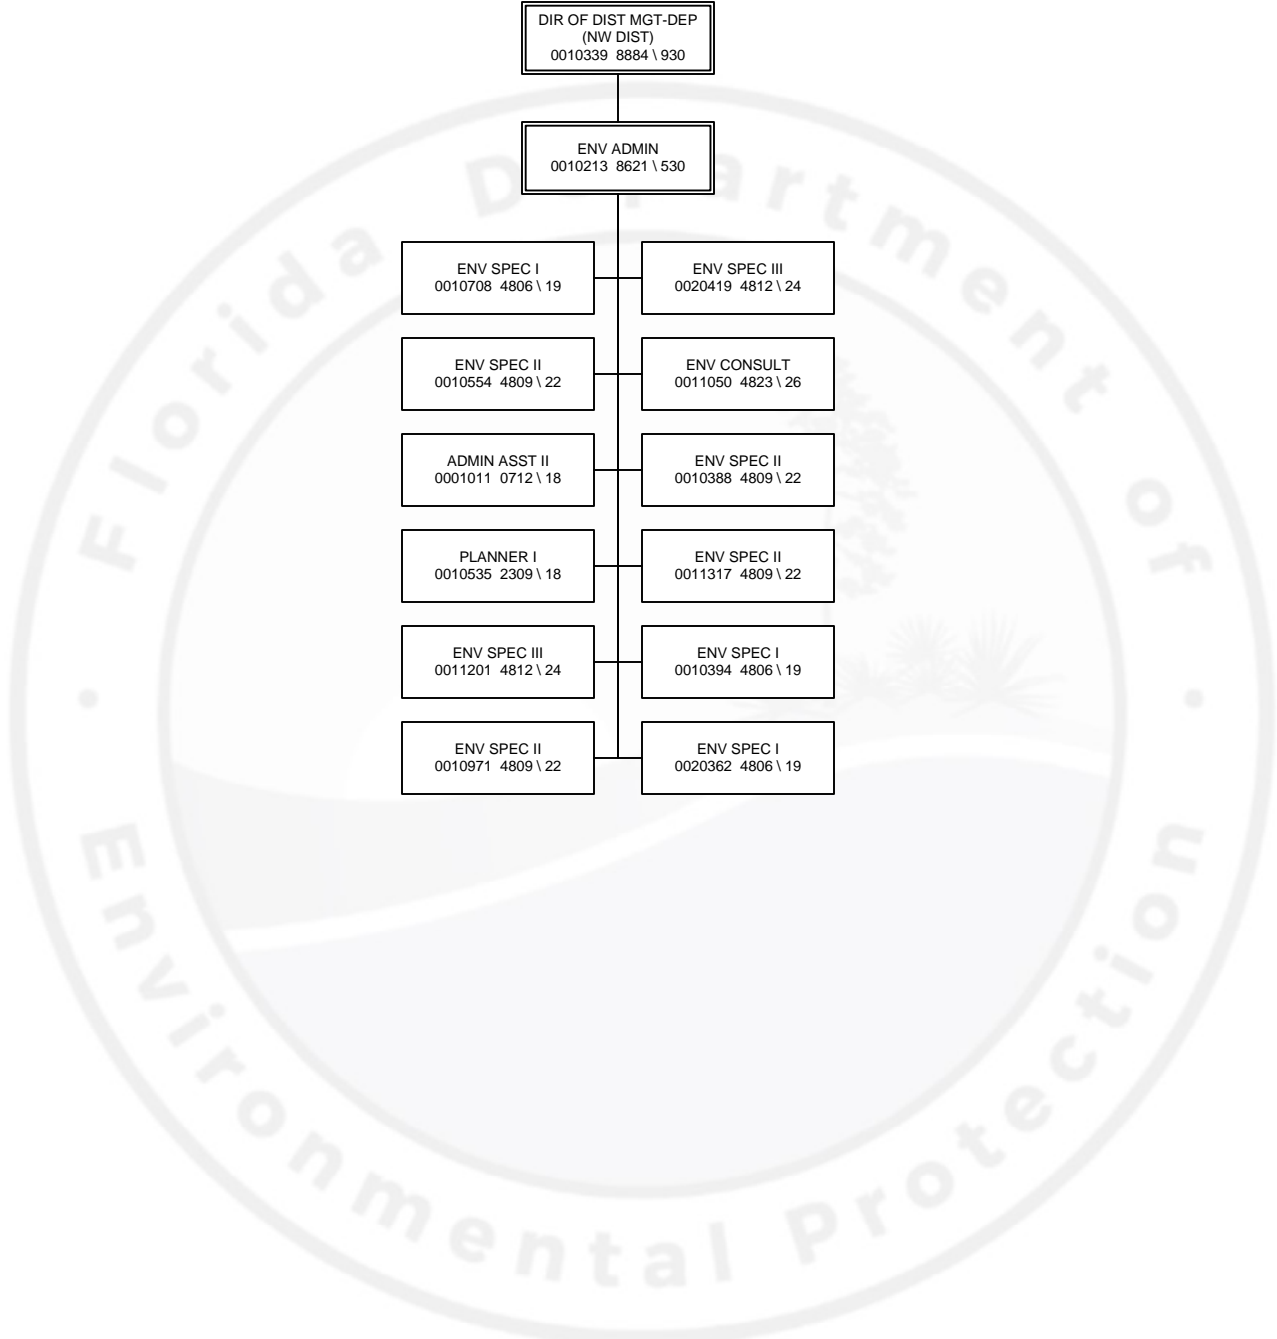 DIR OF DIST MGT-DEP
(NW DIST)
0010339 8884 \ 930
ENV ADMIN
0010213 8621 \ 530
ENV SPEC I
0010708 4806 \ 19
ENV SPEC III
0020419 4812 \ 24
ENV SPEC II
0010554 4809 \ 22
ENV CONSULT
0011050 4823 \ 26
ADMIN ASST II
0001011 0712 \ 18
ENV SPEC II
0010388 4809 \ 22
PLANNER I
0010535 2309 \ 18
ENV SPEC II
0011317 4809 \ 22
ENV SPEC III
0011201 4812 \ 24
ENV SPEC I
0010394 4806 \ 19
ENV SPEC II
0010971 4809 \ 22
ENV SPEC I
0020362 4806 \ 19
Florida Department of
Environmental Protection